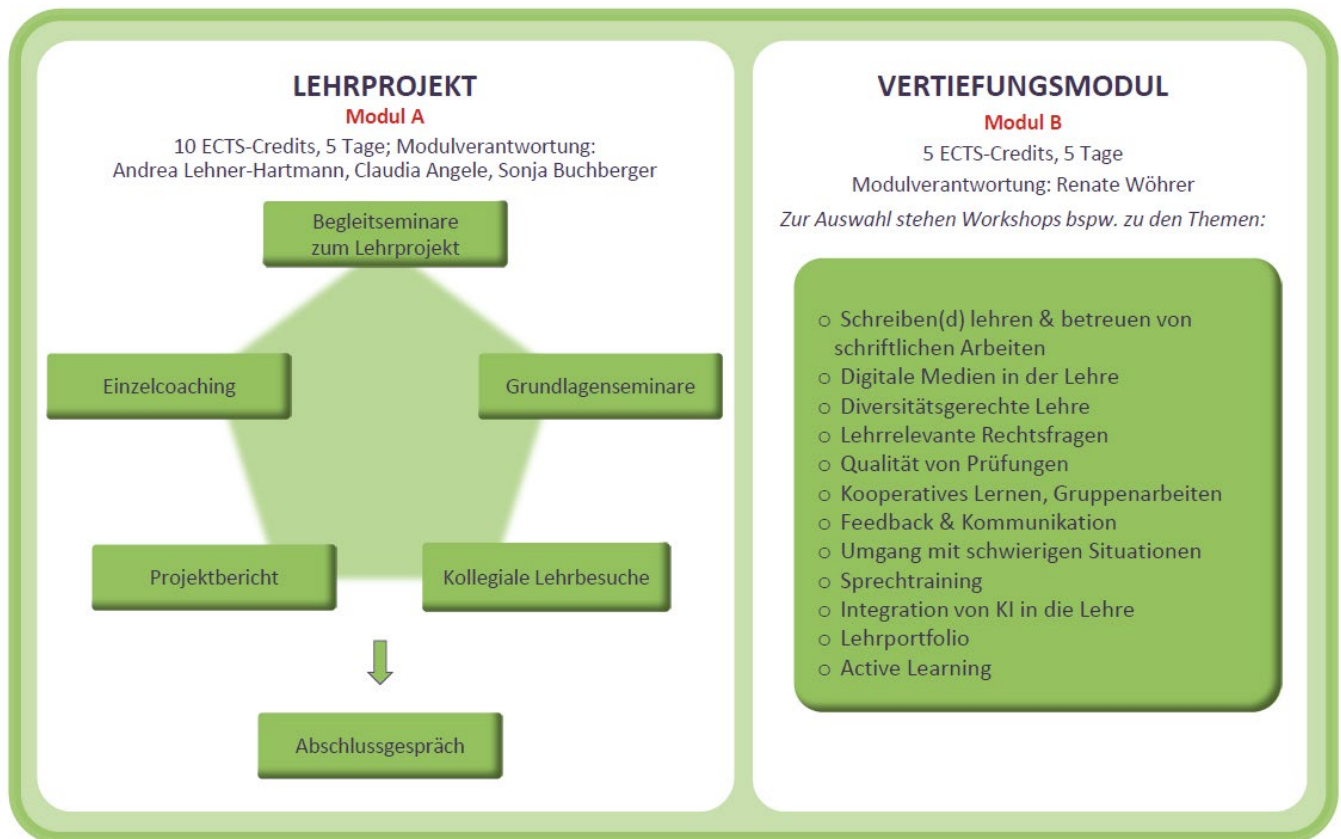 LEHRPROJEKT
Modul A
10 ECTS-Credits, 5 Tage; Modulverantwortung:
Andrea Lehner-Hartmann, Claudia Angele, Sonja Buchberger
Begleitseminare
zum Lehrprojekt
Einzelcoaching
Grundlagenseminare
Projektbericht
Kollegiale Lehrbesuche
Abschlussgespräch
VERTIEFUNGSMODUL
Modul B
5 ECTS-Credits, 5 Tage
Modulverantwortung: Renate Wöhrer
Zur Auswahl stehen Workshops bspw. zu den Themen:
o Schreiben(d) lehren & betreuen von
schriftlichen Arbeiten
o Digitale Medien in der Lehre
o Diversitätsgerechte Lehre
o Lehrrelevante Rechtsfragen
o Qualität von Prüfungen
o Kooperatives Lernen, Gruppenarbeiten
o Feedback & Kommunikation
o Umgang mit schwierigen Situationen
o Sprechtraining
o Integration von KI in die Lehre
o Lehrportfolio
o Active Learning